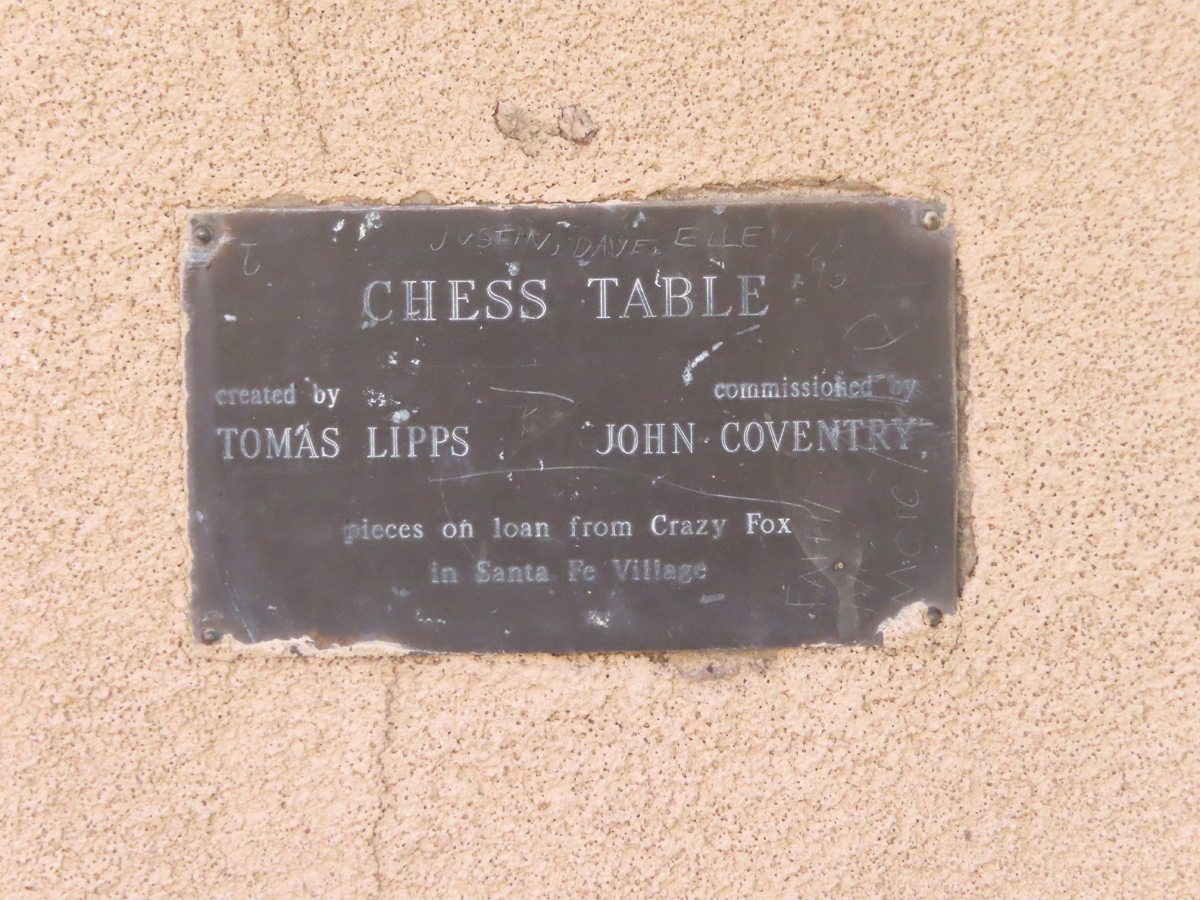 JUSTIN, DAVE, ELLE
CHESS TABLE
created by
TOMAS LIPPS
commissioned by
JOHN COVENTRY
pieces on loan from Crazy Fox
in Santa Fe Village